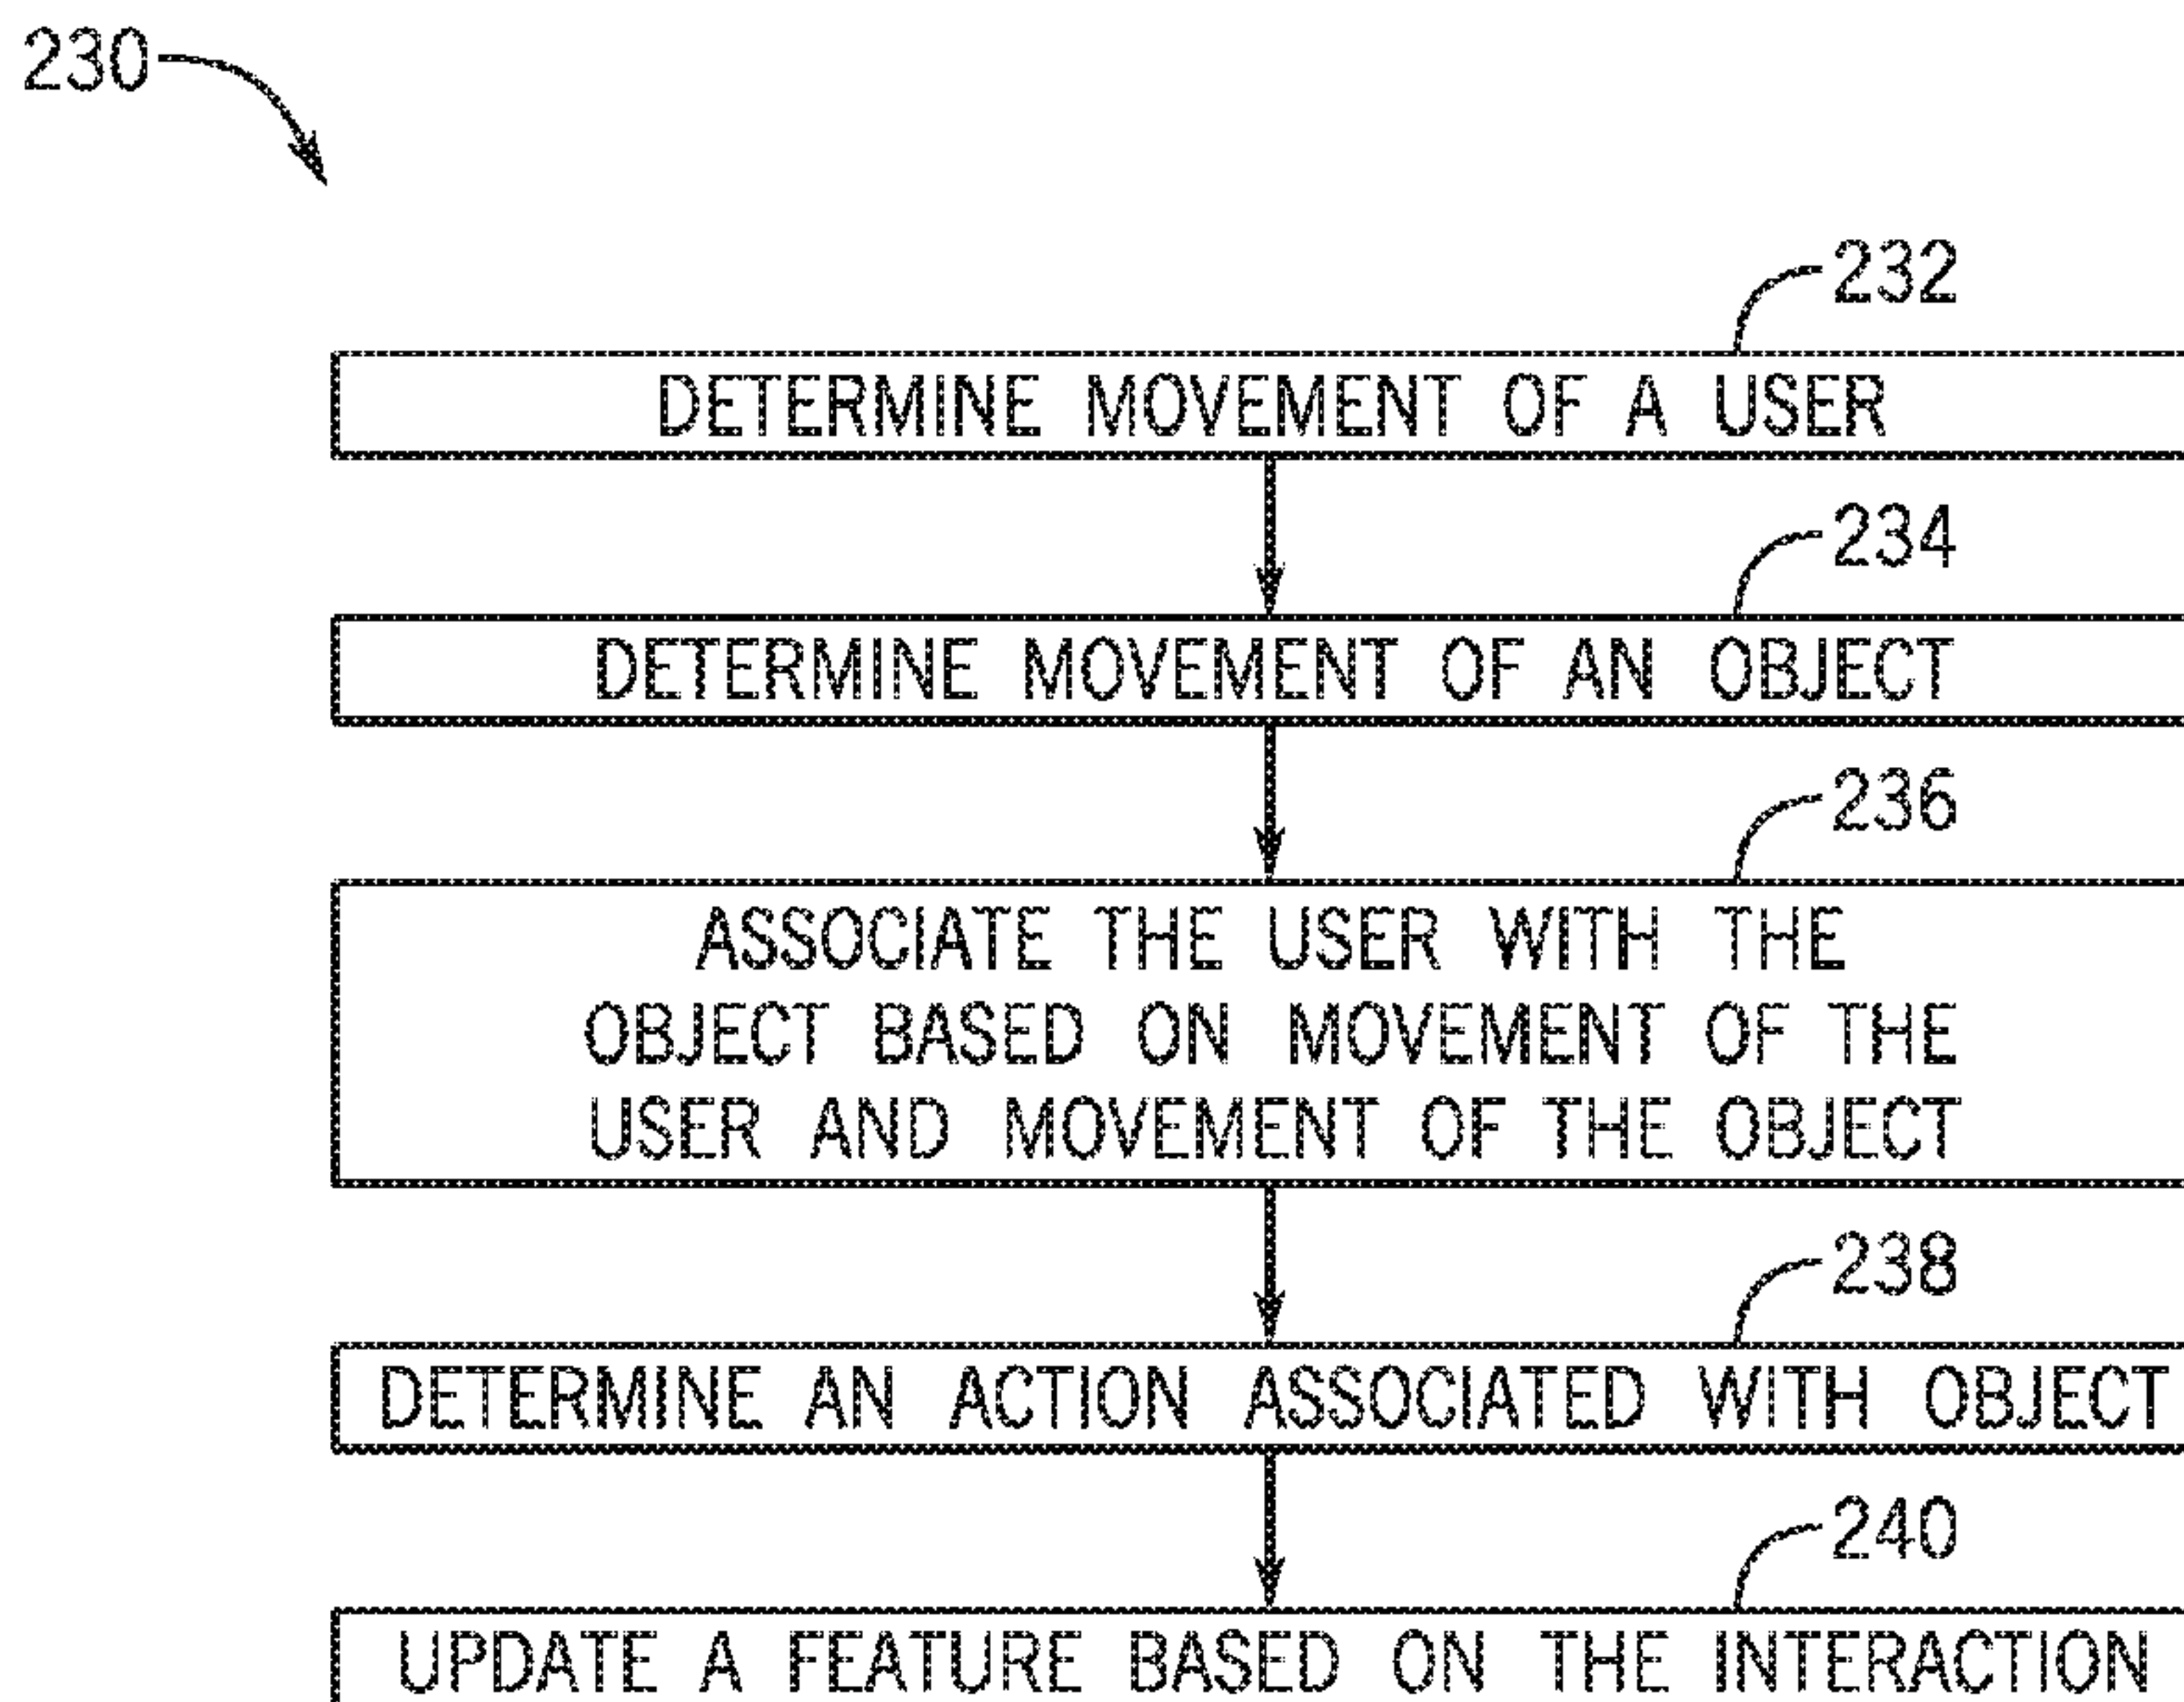 230
232
DETERMINE MOVEMENT OF A USER
234
DETERMINE MOVEMENT OF AN OBJECT
236
ASSOCIATE THE USER WITH THE
OBJECT BASED ON MOVEMENT OF THE
USER AND MOVEMENT OF THE OBJECT
238
DETERMINE AN ACTION ASSOCIATED WITH OBJECT
240
UPDATE A FEATURE BASED ON THE INTERACTION